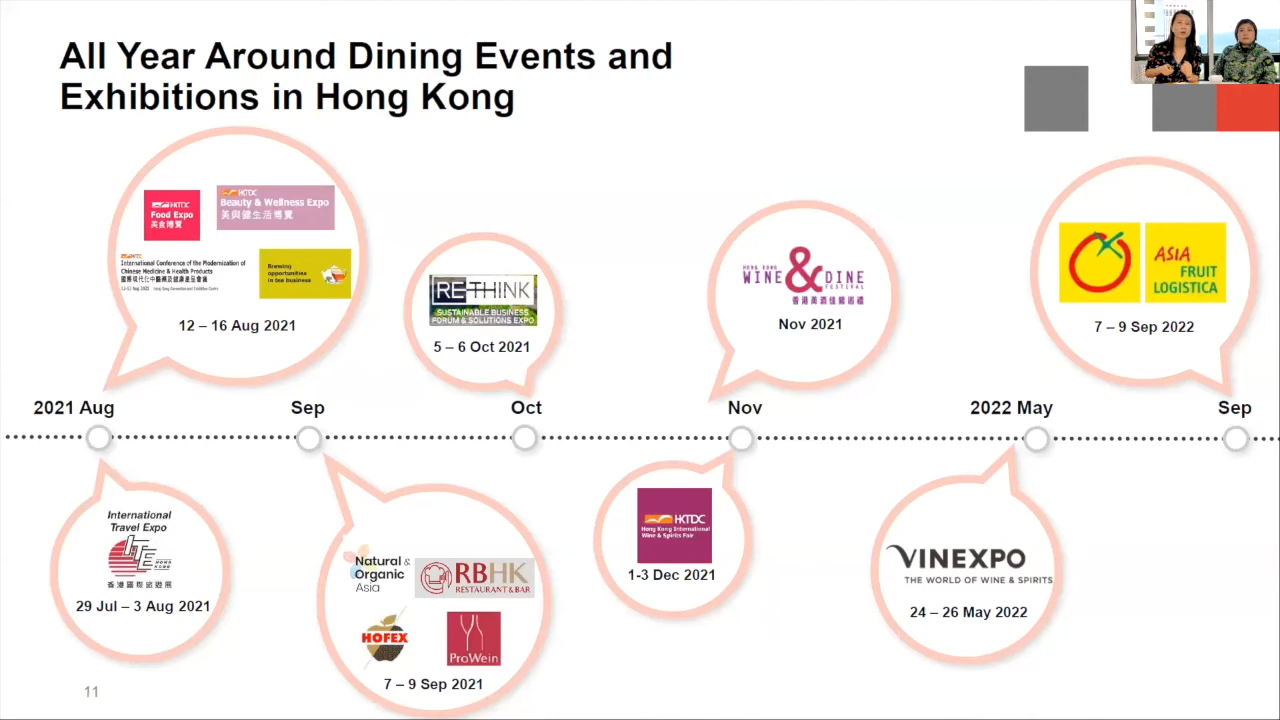 All Year Around Dining Events and
Exhibitions in Hong Kong
HKTDC
Food Expo
美食博覽
HKTDC
Beauty & Wellness Expo
美與健生活博覽
HKTDC
International Conference of the Modernization of
Chinese Medicine & Health Products
國際現代化中醫藥及健康產品會議
Brewing
opportunities
in tea business
12 – 16 Aug 2021
RE-THINK
SUSTAINABLE BUSINESS
FORUM & SOLUTIONS EXPO
5 – 6 Oct 2021
HONG KONG
WINE & DINE
FESTIVAL
香港美酒佳餚巡禮
Nov 2021
ASIA
FRUIT
LOGISTICA
7 – 9 Sep 2022
2021 Aug
Sep
Oct
Nov
2022 May
Sep
International
Travel Expo
ITE HONG KONG
香港國際旅遊展
29 Jul – 3 Aug 2021
Natural &
Organic
Asia
RBHK
RESTAURANT & BAR
HOFEX
ProWein
7 – 9 Sep 2021
HKTDC
Hong Kong International
Wine & Spirits Fair
1-3 Dec 2021
VINEXPO
THE WORLD OF WINE & SPIRITS
24 – 26 May 2022
11